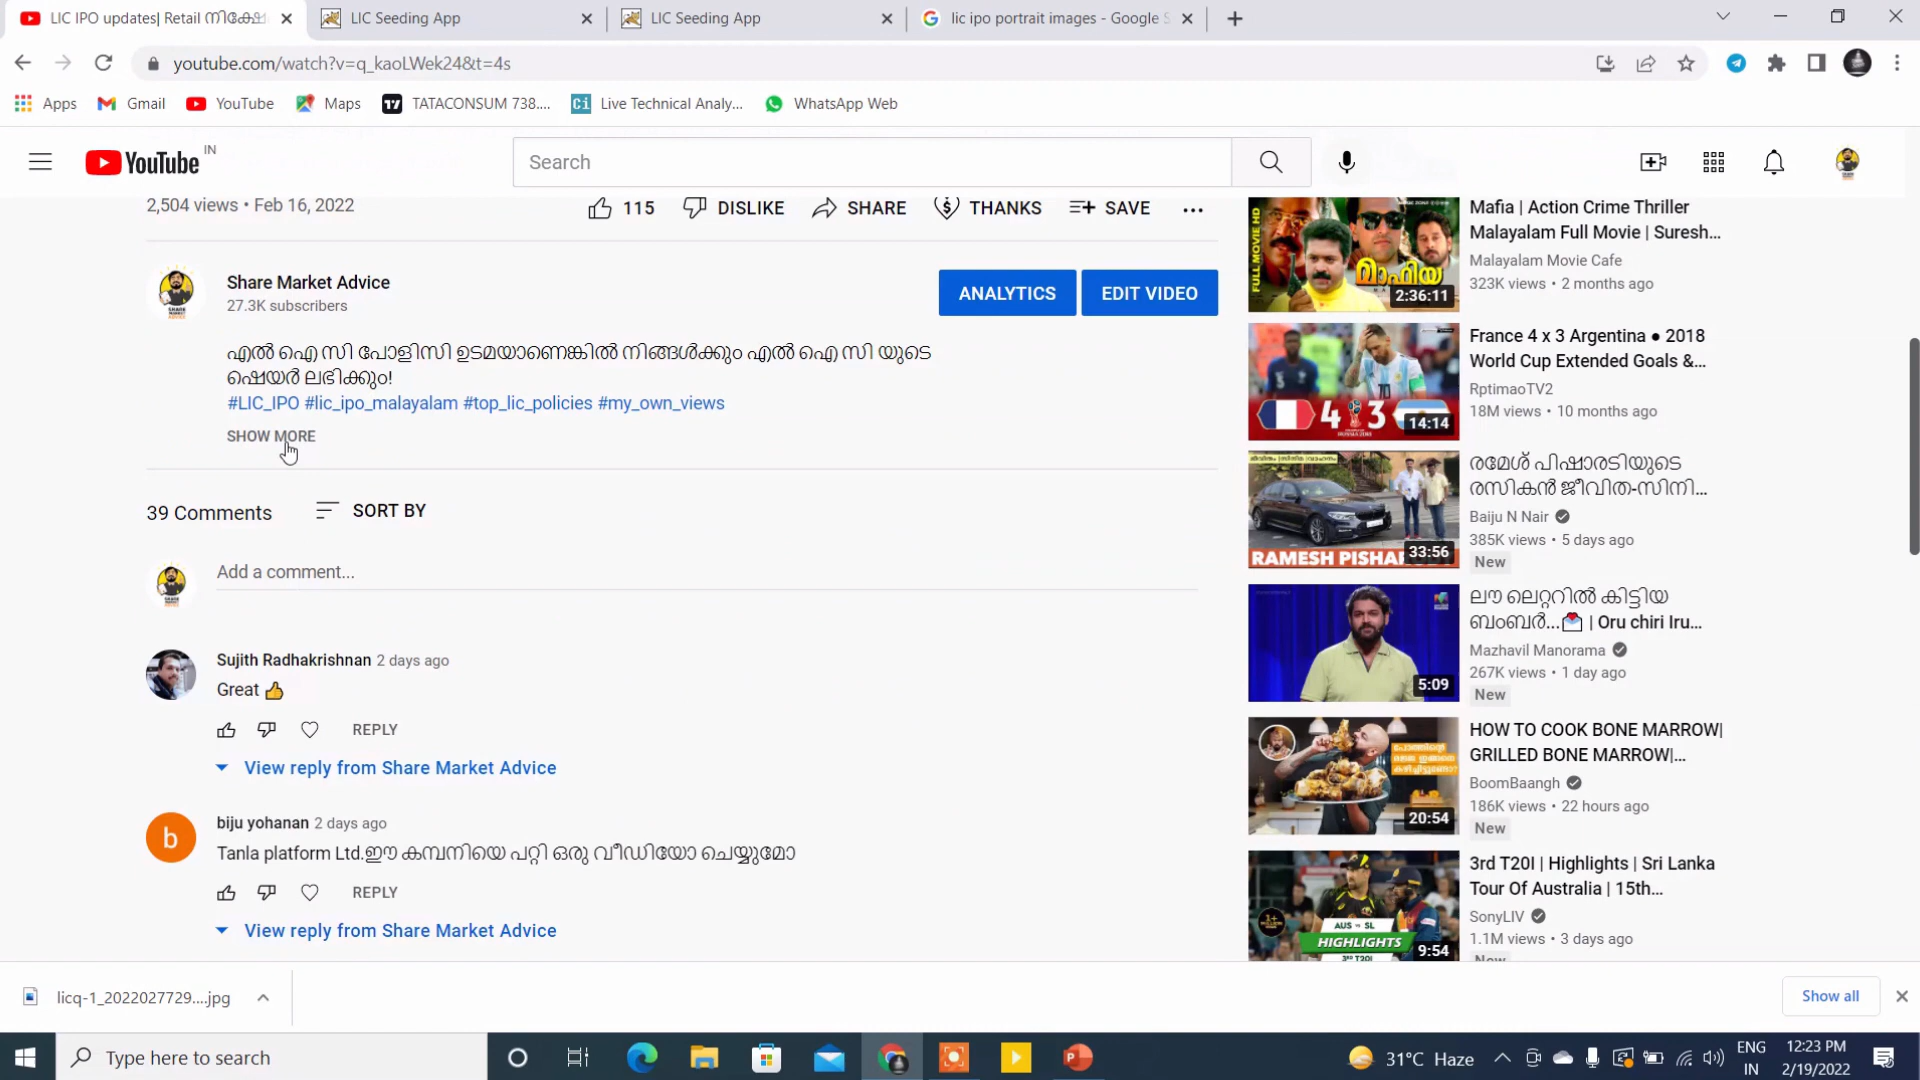 LIC IPO updates| Retail നിക്ഷേ
LIC Seeding App
LIC Seeding App
lic ipo portrait images - Google S
youtube.com/watch?v=q_kaoLWek24&t=4s
Apps
Gmail
YouTube
Maps
TATACONSUM 738....
Live Technical Analy...
WhatsApp Web
YouTube IN
Search
2,504 views • Feb 16, 2022
115
DISLIKE
SHARE
THANKS
SAVE
Share Market Advice
27.3K subscribers
ANALYTICS
EDIT VIDEO
എൽ ഐ സി പോളിസി ഉടമയാണെങ്കിൽ നിങ്ങൾക്കും എൽ ഐ സി യുടെ
ഷെയർ ലഭിക്കും!
#LIC_IPO #lic_ipo_malayalam #top_lic_policies #my_own_views
SHOW MORE
39 Comments
SORT BY
Add a comment...
Sujith Radhakrishnan 2 days ago
Great 👍
REPLY
View reply from Share Market Advice
b
biju yohanan 2 days ago
Tanla platform Ltd.ഈ കമ്പനിയെ പറ്റി ഒരു വീഡിയോ ചെയ്യുമോ
REPLY
View reply from Share Market Advice
FULL MOVIE HD
മാഫിയ
2:36:11
Mafia | Action Crime Thriller
Malayalam Full Movie | Suresh...
Malayalam Movie Cafe
323K views • 2 months ago
4 3
14:14
France 4 x 3 Argentina ● 2018
World Cup Extended Goals &...
RptimaoTV2
18M views • 10 months ago
RAMESH PISHAR
33:56
രമേശ് പിഷാരടിയുടെ
രസികൻ ജീവിത-സിനി...
Baiju N Nair
385K views • 5 days ago
New
5:09
ലൗ ലെറ്ററിൽ കിട്ടിയ
ബംബർ...📩 | Oru chiri Iru...
Mazhavil Manorama
267K views • 1 day ago
New
20:54
HOW TO COOK BONE MARROW|
GRILLED BONE MARROW|...
BoomBaangh
186K views • 22 hours ago
New
AUS SL
HIGHLIGHTS
3RD T20I
9:54
3rd T20I | Highlights | Sri Lanka
Tour Of Australia | 15th...
SonyLIV
1.1M views • 3 days ago
New
licq-1_2022027729....jpg
Show all
Type here to search
31°C Haze
ENG
IN
12:23 PM
2/19/2022